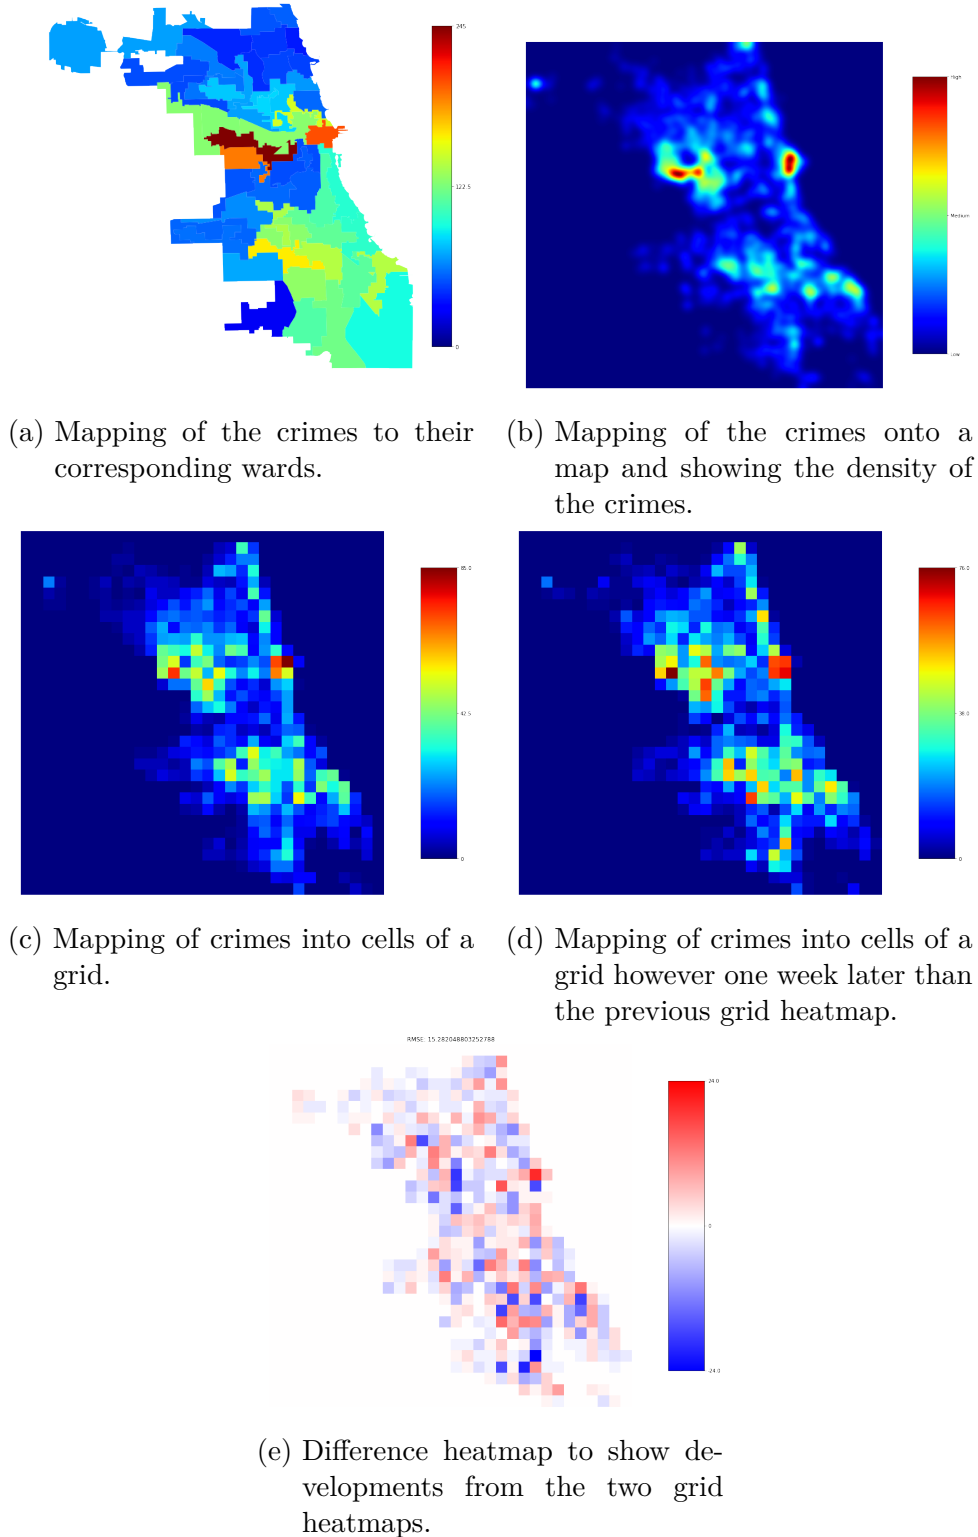 245
122.5
0
High
Medium
Low
(a) Mapping of the crimes to their
corresponding wards.
(b) Mapping of the crimes onto a
map and showing the density of
the crimes.
85.0
42.5
0
76.0
38.0
0
(c) Mapping of crimes into cells of a
grid.
(d) Mapping of crimes into cells of a
grid however one week later than
the previous grid heatmap.
RMSE: 15 282048803252788
24.0
0
-24.0
(e) Difference heatmap to show de-
velopments from the two grid
heatmaps.